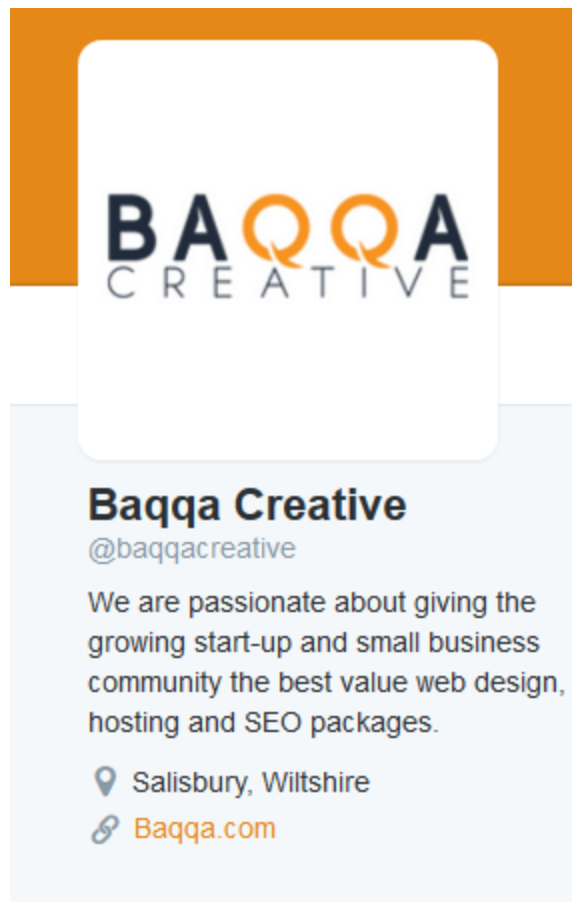 BAQQA
CREATIVE
Baqqa Creative
@baqqacreative
We are passionate about giving the
growing start-up and small business
community the best value web design,
hosting and SEO packages.
Salisbury, Wiltshire
Baqqa.com